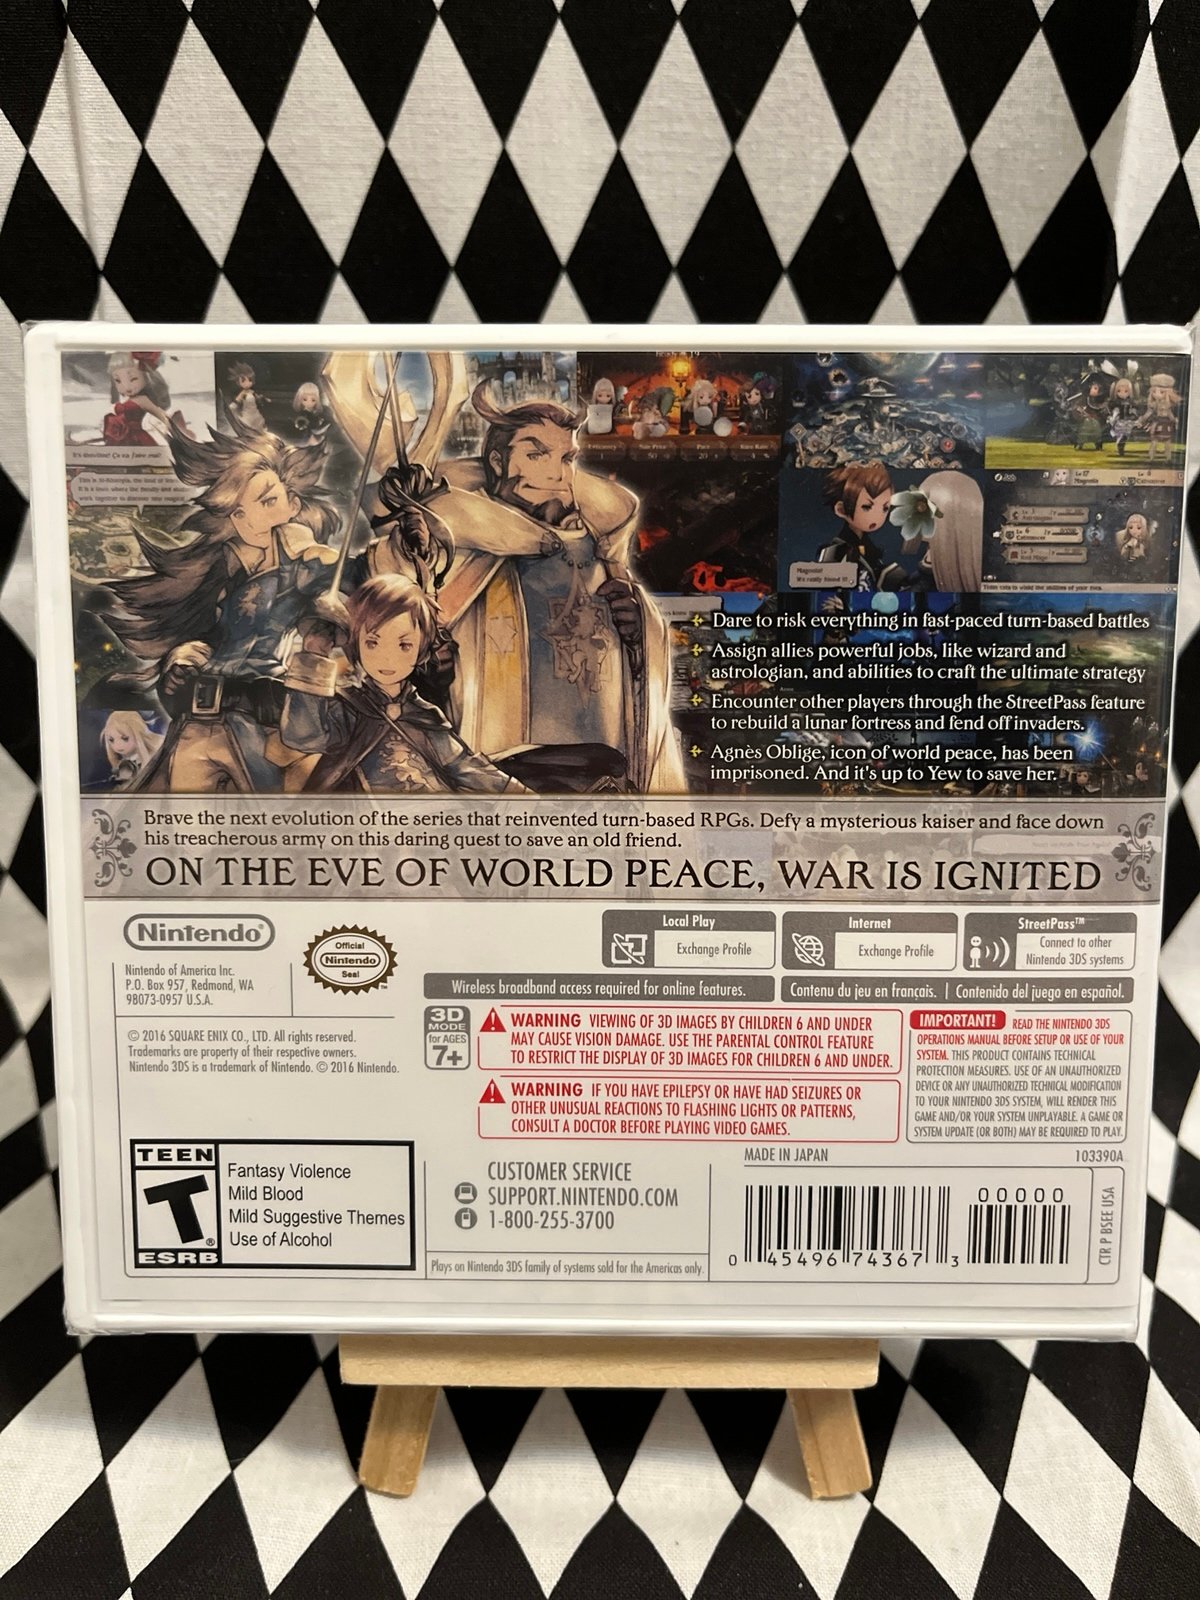 It's showtime! Ça va faire mal!
Magnolia!
We really found it!
Dare to risk everything in fast-paced turn-based battles
Assign allies powerful jobs, like wizard and
astrologian, and abilities to craft the ultimate strategy
Encounter other players through the StreetPass feature
to rebuild a lunar fortress and fend off invaders.
Agnès Oblige, icon of world peace, has been
imprisoned. And it's up to Yew to save her.
Brave the next evolution of the series that reinvented turn-based RPGs. Defy a mysterious kaiser and face down
his treacherous army on this daring quest to save an old friend.
ON THE EVE OF WORLD PEACE, WAR IS IGNITED
Nintendo®
Official
Nintendo
Seal
™
Nintendo of America Inc.
P.O. Box 957, Redmond, WA
98073-0957 U.S.A.
Local Play
Exchange Profile
Internet
Exchange Profile
StreetPass™
Connect to other
Nintendo 3DS systems
Wireless broadband access required for online features.
Contenu du jeu en français. | Contenido del juego en español.
© 2016 SQUARE ENIX CO., LTD. All rights reserved.
Trademarks are property of their respective owners.
Nintendo 3DS is a trademark of Nintendo. © 2016 Nintendo.
3D
MODE
for AGES
7+
WARNING VIEWING OF 3D IMAGES BY CHILDREN 6 AND UNDER
MAY CAUSE VISION DAMAGE. USE THE PARENTAL CONTROL FEATURE
TO RESTRICT THE DISPLAY OF 3D IMAGES FOR CHILDREN 6 AND UNDER.
WARNING IF YOU HAVE EPILEPSY OR HAVE HAD SEIZURES OR
OTHER UNUSUAL REACTIONS TO FLASHING LIGHTS OR PATTERNS,
CONSULT A DOCTOR BEFORE PLAYING VIDEO GAMES.
IMPORTANT! READ THE NINTENDO 3DS
OPERATIONS MANUAL BEFORE SETUP OR USE OF YOUR
SYSTEM. THIS PRODUCT CONTAINS TECHNICAL
PROTECTION MEASURES. USE OF AN UNAUTHORIZED
DEVICE OR ANY UNAUTHORIZED TECHNICAL MODIFICATION
TO YOUR NINTENDO 3DS SYSTEM, WILL RENDER THIS
GAME AND/OR YOUR SYSTEM UNPLAYABLE. A GAME OR
SYSTEM UPDATE (OR BOTH) MAY BE REQUIRED TO PLAY.
TEEN
T®
ESRB
Fantasy Violence
Mild Blood
Mild Suggestive Themes
Use of Alcohol
CUSTOMER SERVICE
SUPPORT.NINTENDO.COM
1-800-255-3700
Plays on Nintendo 3DS family of systems sold for the Americas only.
MADE IN JAPAN
103390A
0 45496 74367 3
00000
CTR P BSEE USA